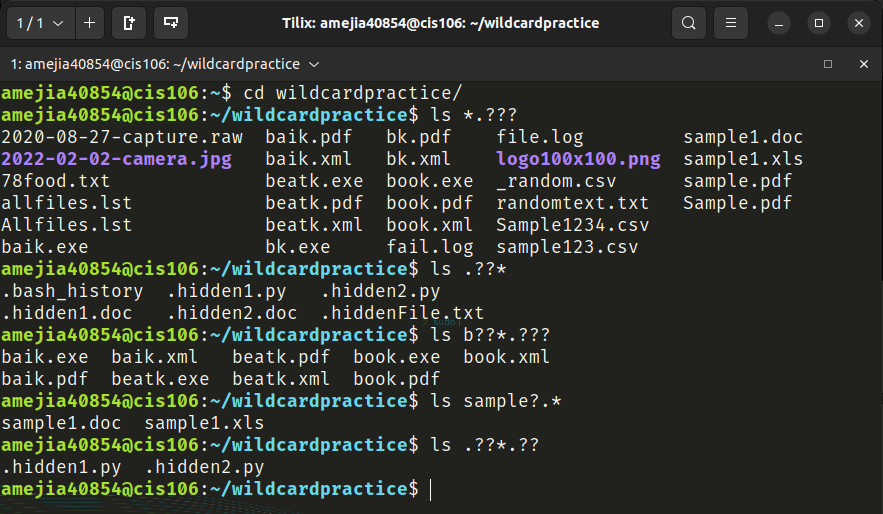 1 / 1
Tilix: amejia40854@cis106: ~/wildcardpractice
1: amejia40854@cis106: ~/wildcardpractice
amejia40854@cis106:~$ cd wildcardpractice/
amejia40854@cis106:~/wildcardpractice$ ls *.???
2020-08-27-capture.raw  baik.pdf   bk.pdf    file.log         sample1.doc
2022-02-02-camera.jpg   baik.xml   bk.xml    logo100x100.png  sample1.xls
78food.txt              beatk.exe  book.exe  _random.csv      sample.pdf
allfiles.lst            beatk.pdf  book.pdf  randomtext.txt   Sample.pdf
Allfiles.lst            beatk.xml  book.xml  Sample1234.csv
baik.exe                bk.exe     fail.log  sample123.csv
amejia40854@cis106:~/wildcardpractice$ ls .??*
.bash_history  .hidden1.py   .hidden2.py
.hidden1.doc   .hidden2.doc  .hiddenFile.txt
amejia40854@cis106:~/wildcardpractice$ ls b??*.???
baik.exe  baik.xml   beatk.pdf  book.exe  book.xml
baik.pdf  beatk.exe  beatk.xml  book.pdf
amejia40854@cis106:~/wildcardpractice$ ls sample?.*
sample1.doc  sample1.xls
amejia40854@cis106:~/wildcardpractice$ ls .??*.??
.hidden1.py  .hidden2.py
amejia40854@cis106:~/wildcardpractice$